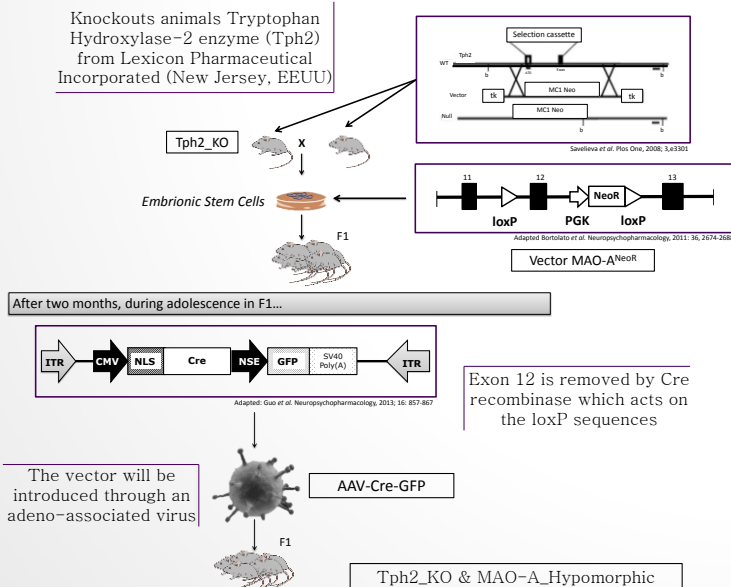 Knockouts animals Tryptophan
Hydroxylase-2 enzyme (Tph2)
from Lexicon Pharmaceutical
Incorporated (New Jersey, EEUU)
Selection cassette
Tph2
WT
b
b
Vector
tk
MC1 Neo
tk
MC1 Neo
Null
b
b
Savelieva et al. Plos One, 2008; 3,e3301
Tph2_KO
X
Embrionic Stem Cells
11
12
NeoR
13
loxP
PGK
loxP
Adapted Bortolato et al. Neuropsychopharmacology, 2011: 36, 2674-2688
Vector MAO-A NeoR
F1
After two months, during adolescence in F1...
ITR
CMV
NLS
Cre
NSE
GFP
SV40
Poly(A)
ITR
Adapted: Guo et al. Neuropsychopharmacology, 2013; 16: 857-867
Exon 12 is removed by Cre
recombinase which acts on
the loxP sequences
The vector will be
introduced through an
adeno-associated virus
AAV-Cre-GFP
F1
Tph2_KO & MAO-A_Hypomorphic